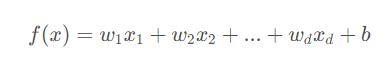 f(x) = w₁x₁ + w₂x₂ + ... + w_dx_d + b